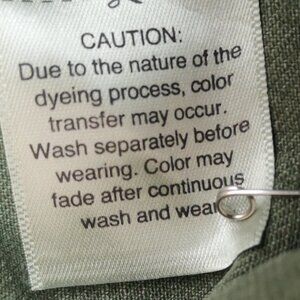 CAUTION:
Due to the nature of the
dyeing process, color
transfer may occur.
Wash separately before
wearing. Color may
fade after continuous
wash and wear